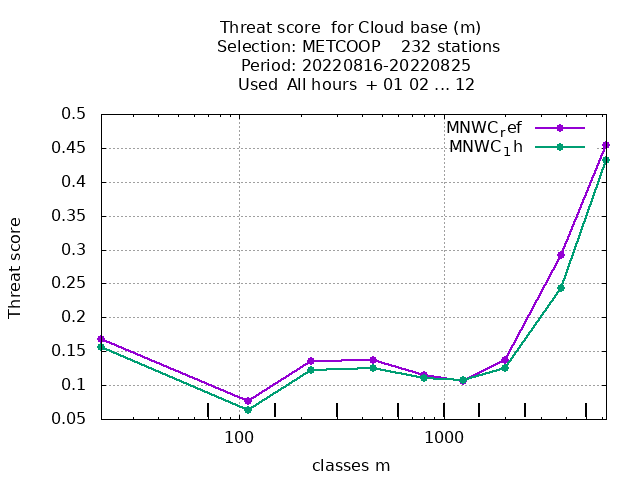 Threat score  for Cloud base (m)
Selection: METCOOP    232 stations
Period: 20220816-20220825
Used  All hours  + 01 02 ... 12
MNWC_ref
MNWC_1h
0.5
0.45
0.4
0.35
0.3
0.25
0.2
0.15
0.1
0.05
Threat score
100 1000
classes m